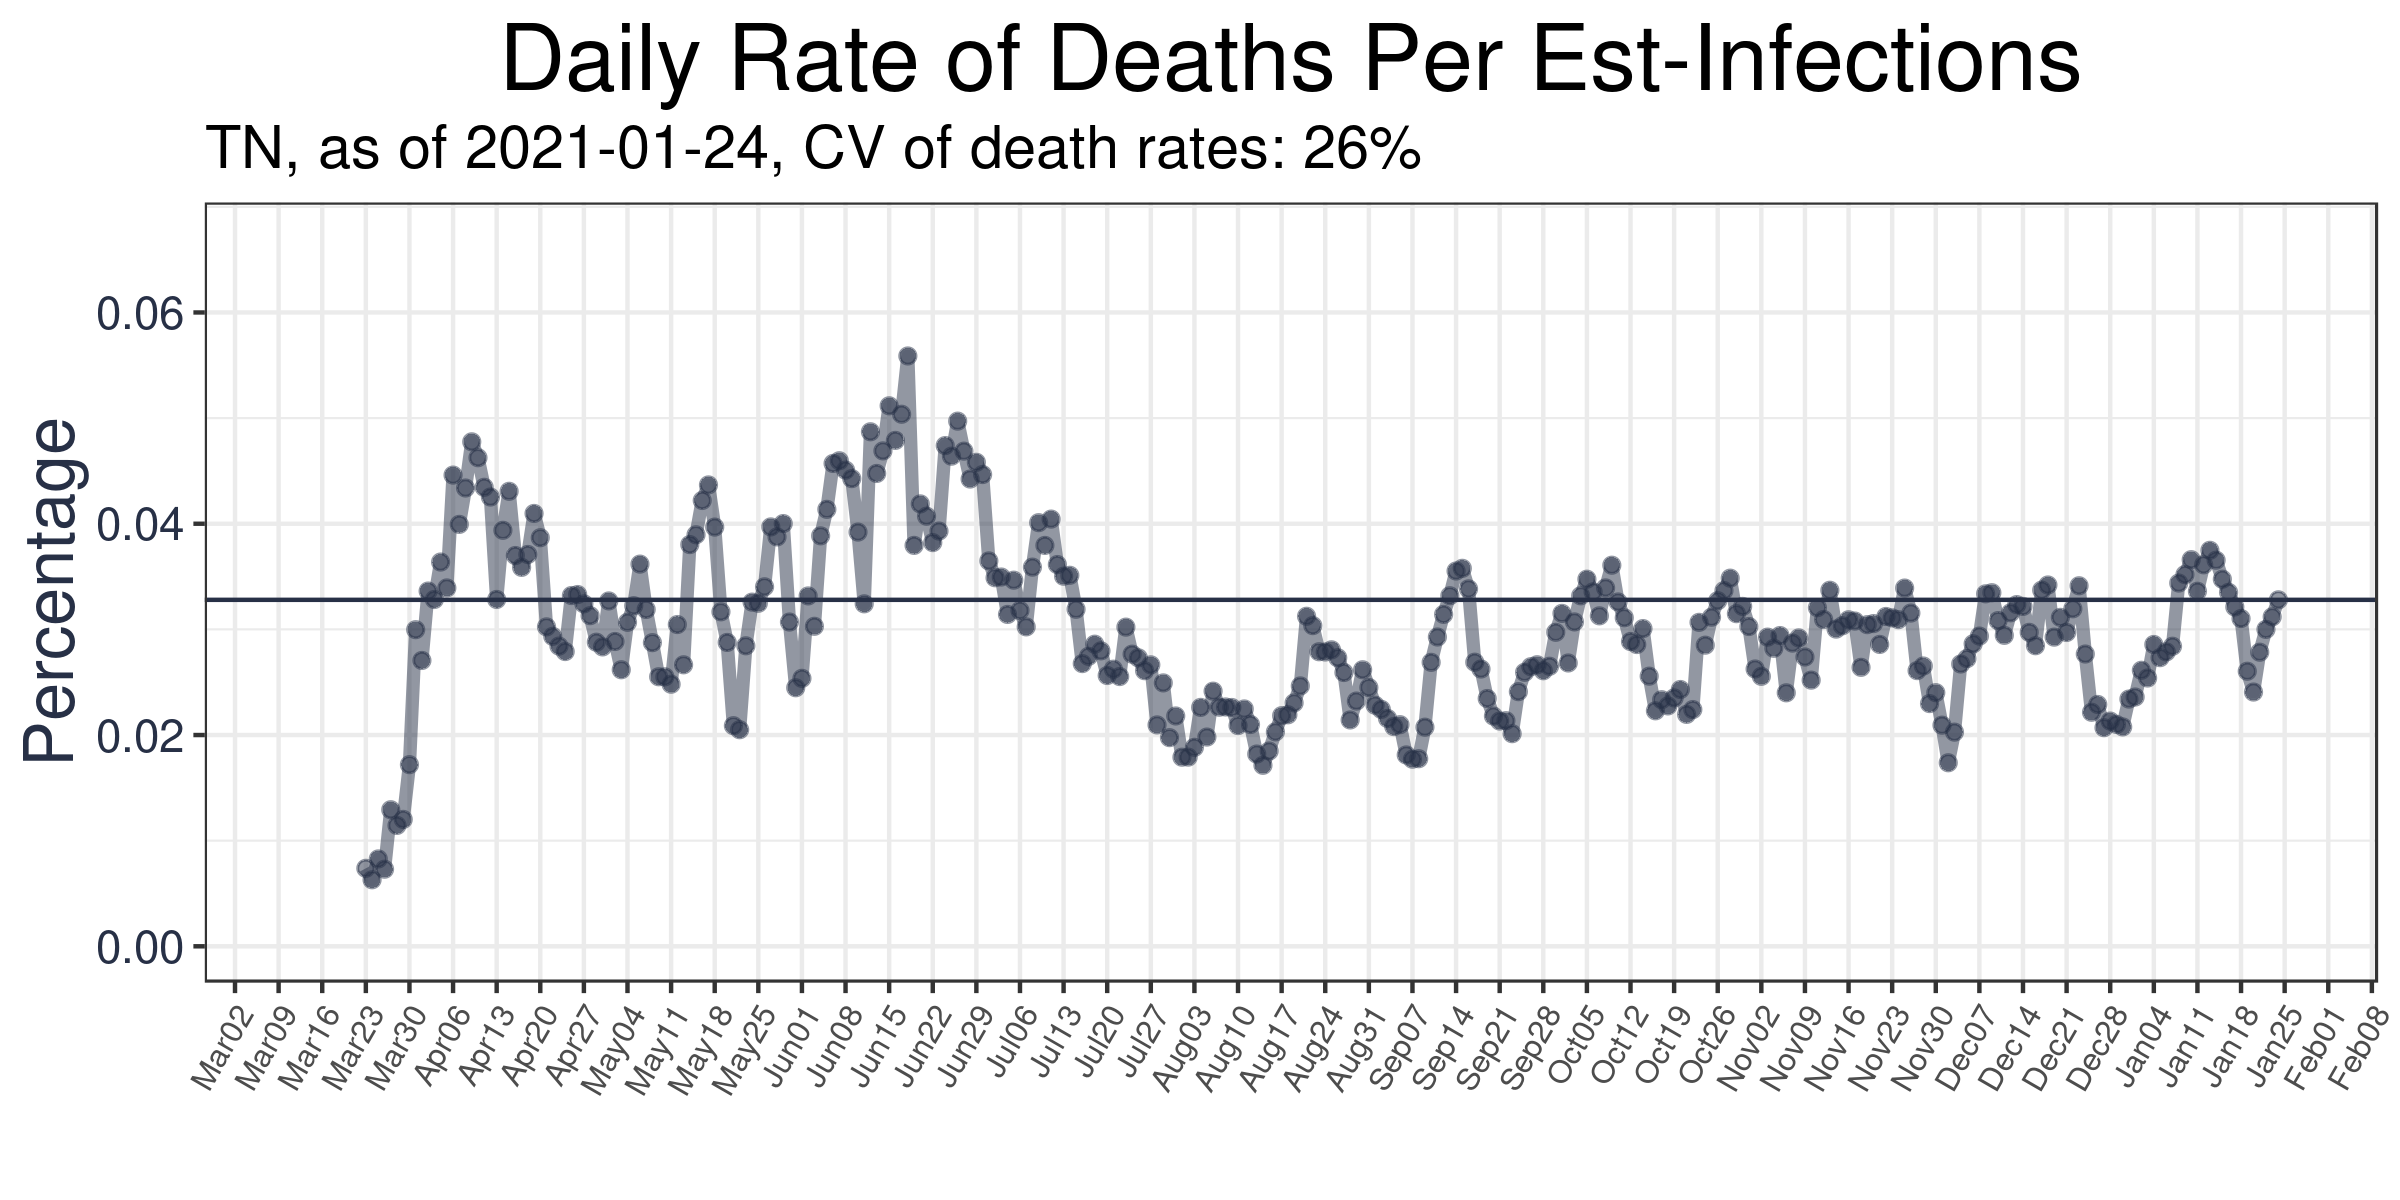 Daily Rate of Deaths Per Est-Infections
TN, as of 2021-01-24, CV of death rates: 26%
Percentage
0.06
0.04
0.02
0.00
Mar02
Mar09
Mar16
Mar23
Mar30
Apr06
Apr13
Apr20
Apr27
May04
May11
May18
May25
Jun01
Jun08
Jun15
Jun22
Jun29
Jul06
Jul13
Jul20
Jul27
Aug03
Aug10
Aug17
Aug24
Aug31
Sep07
Sep14
Sep21
Sep28
Oct05
Oct12
Oct19
Oct26
Nov02
Nov09
Nov16
Nov23
Nov30
Dec07
Dec14
Dec21
Dec28
Jan04
Jan11
Jan18
Jan25
Feb01
Feb08